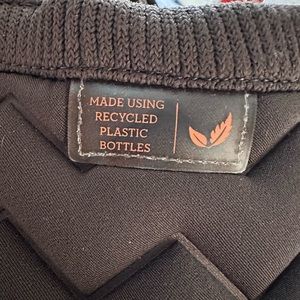 MADE USING
RECYCLED
PLASTIC
BOTTLES